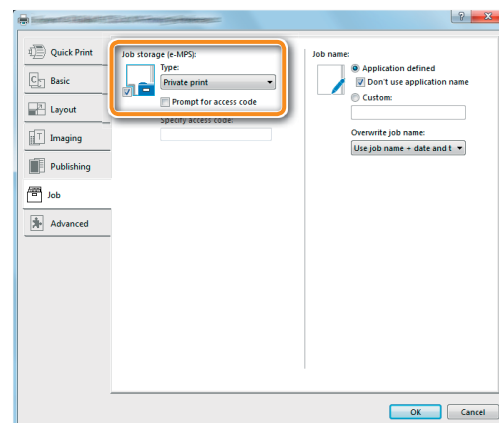 Quick Print
Basic
Layout
Imaging
Publishing
Job
Advanced
Job storage (e-MPS):
Type:
Private print
Prompt for access code
Specify access code:
Job name:
Application defined
Don't use application name
Custom:
Overwrite job name:
Use job name + date and t
OK
Cancel